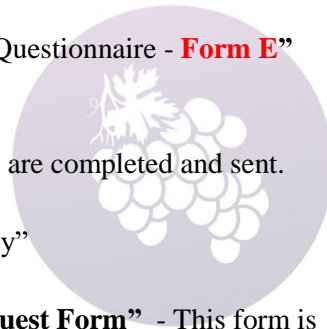 Questionnaire - Form E”
are completed and sent.
y”
uest Form” - This form is